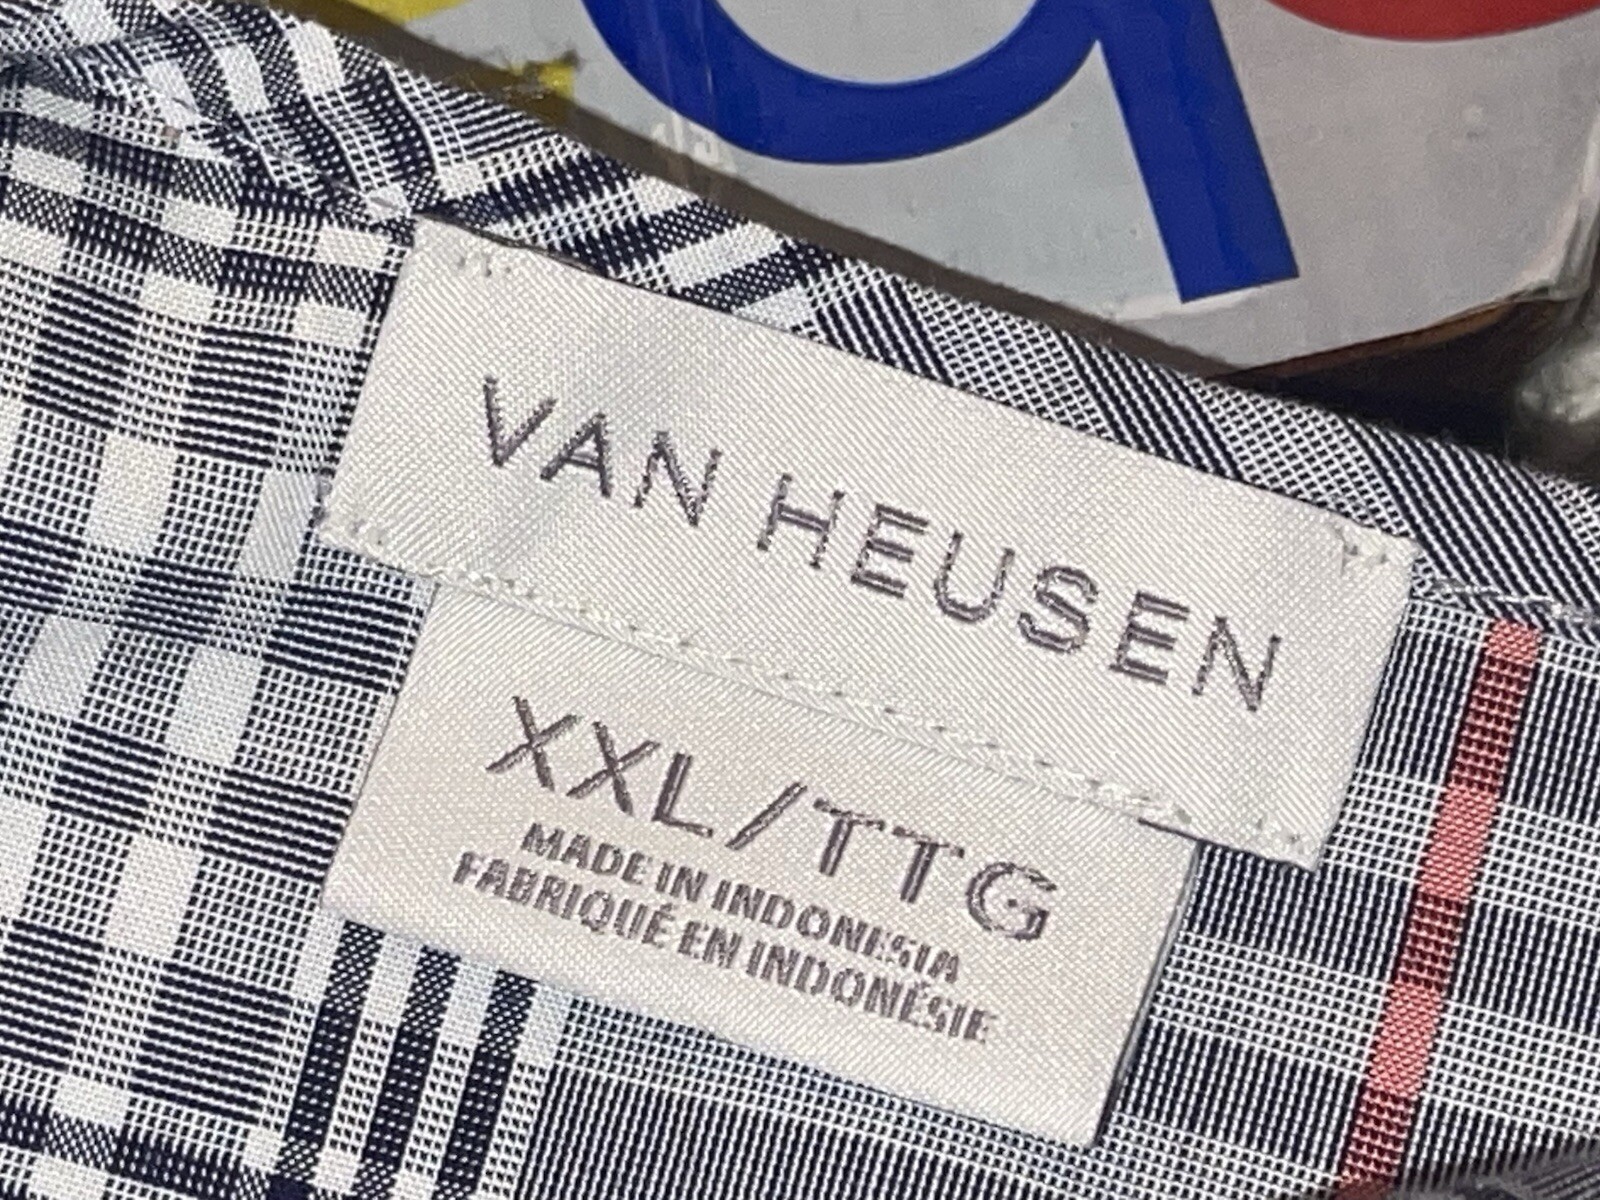 VAN HEUSEN
XXL/TTG
MADE IN INDONESIA
FABRIQUÉ EN INDONÉSIE